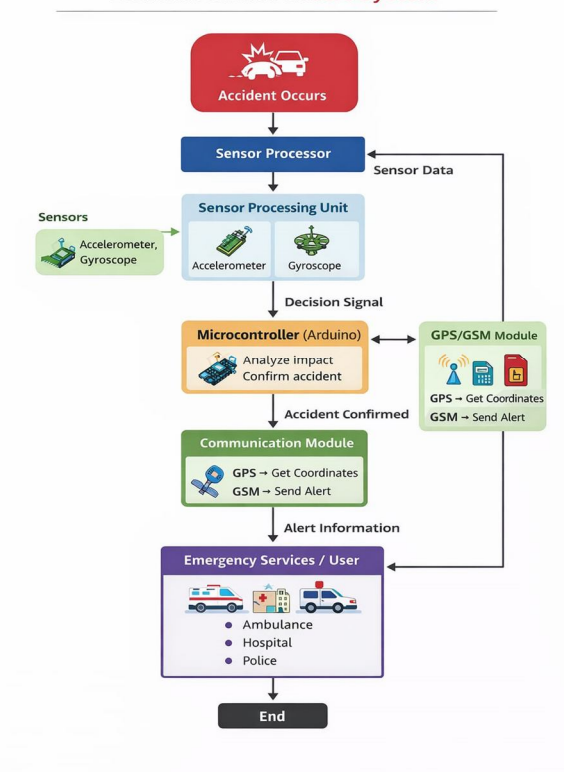 Accident Occurs
Sensor Processor
Sensor Data
Sensor Processing Unit
Accelerometer
Gyroscope
Sensors
Accelerometer,
Gyroscope
Decision Signal
Microcontroller (Arduino)
Analyze impact
Confirm accident
GPS/GSM Module
GPS → Get Coordinates
GSM → Send Alert
Accident Confirmed
Communication Module
GPS → Get Coordinates
GSM → Send Alert
Alert Information
Emergency Services / User
• Ambulance
• Hospital
• Police
End